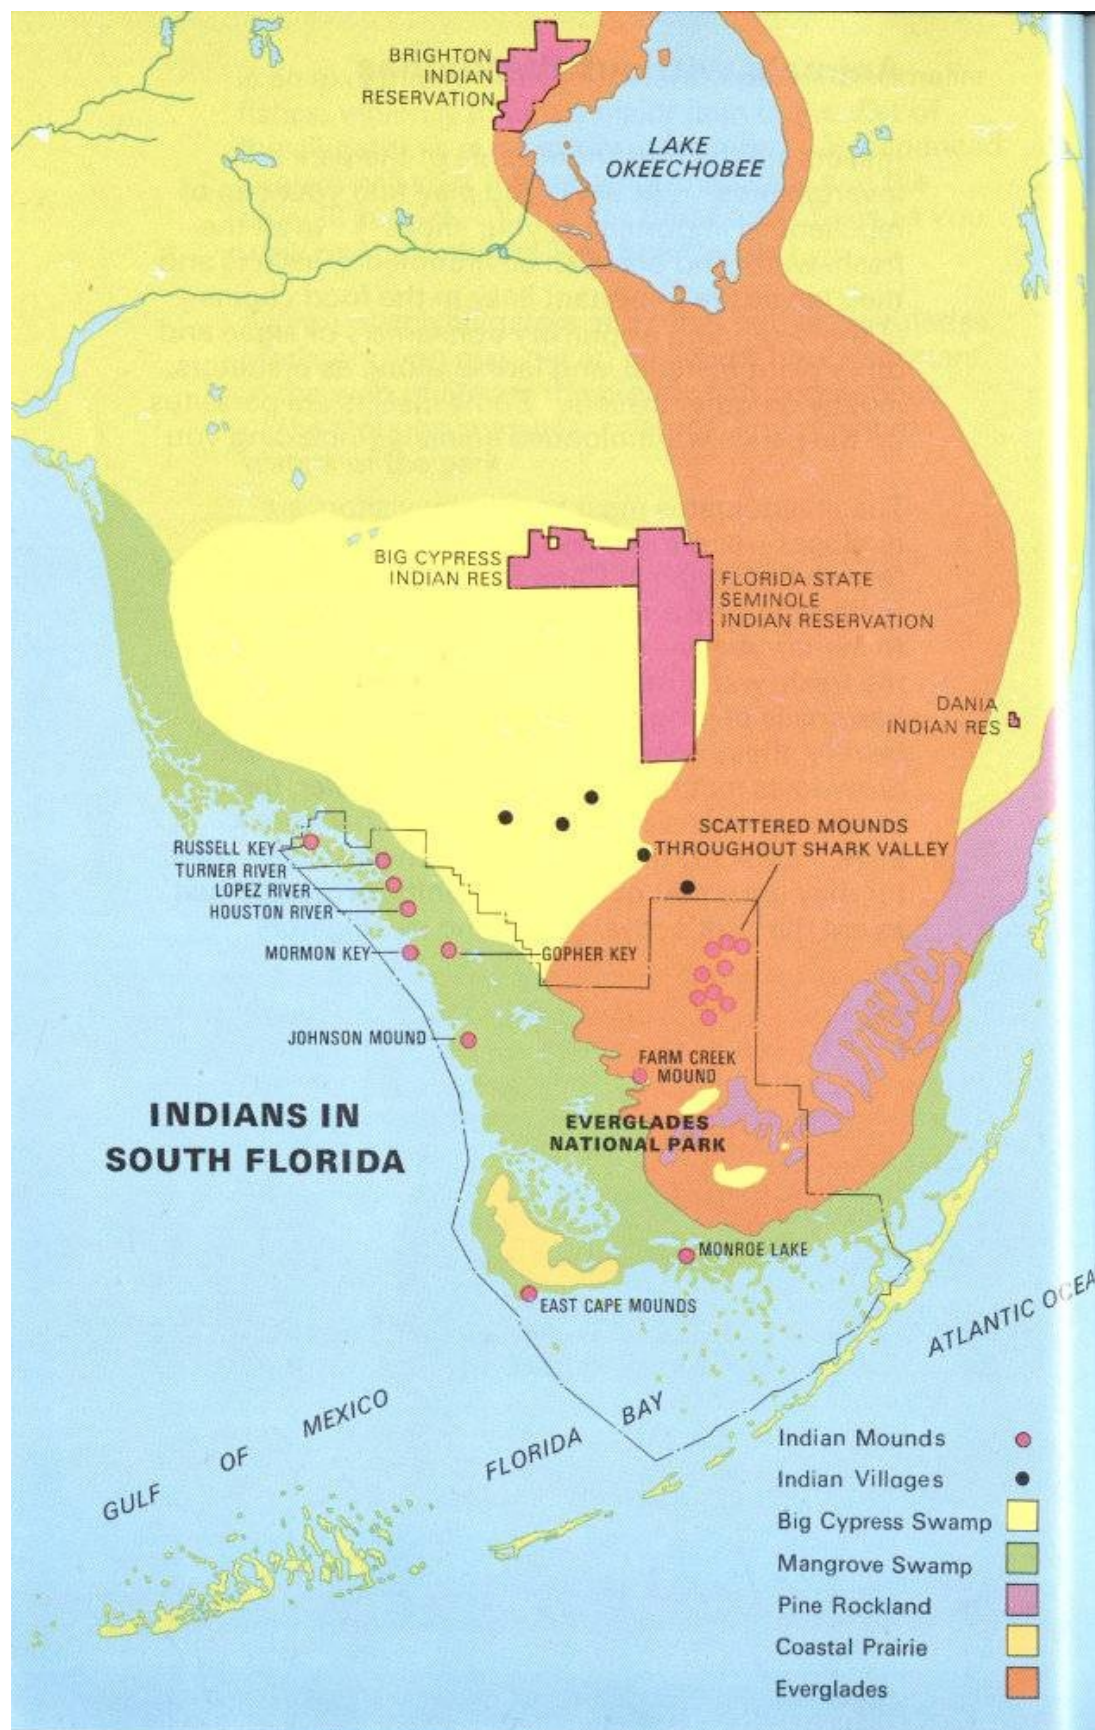 BRIGHTON
INDIAN
RESERVATION
LAKE
OKEECHOBEE
BIG CYPRESS
INDIAN RES
FLORIDA STATE
SEMINOLE
INDIAN RESERVATION
DANIA
INDIAN RES
SCATTERED MOUNDS
THROUGHOUT SHARK VALLEY
RUSSELL KEY
TURNER RIVER
LOPEZ RIVER
HOUSTON RIVER
MORMON KEY
GOPHER KEY
JOHNSON MOUND
FARM CREEK
MOUND
INDIANS IN
SOUTH FLORIDA
EVERGLADES
NATIONAL PARK
MONROE LAKE
EAST CAPE MOUNDS
ATLANTIC OCEA
GULF OF MEXICO
FLORIDA BAY
Indian Mounds
Indian Villages
Big Cypress Swamp
Mangrove Swamp
Pine Rockland
Coastal Prairie
Everglades